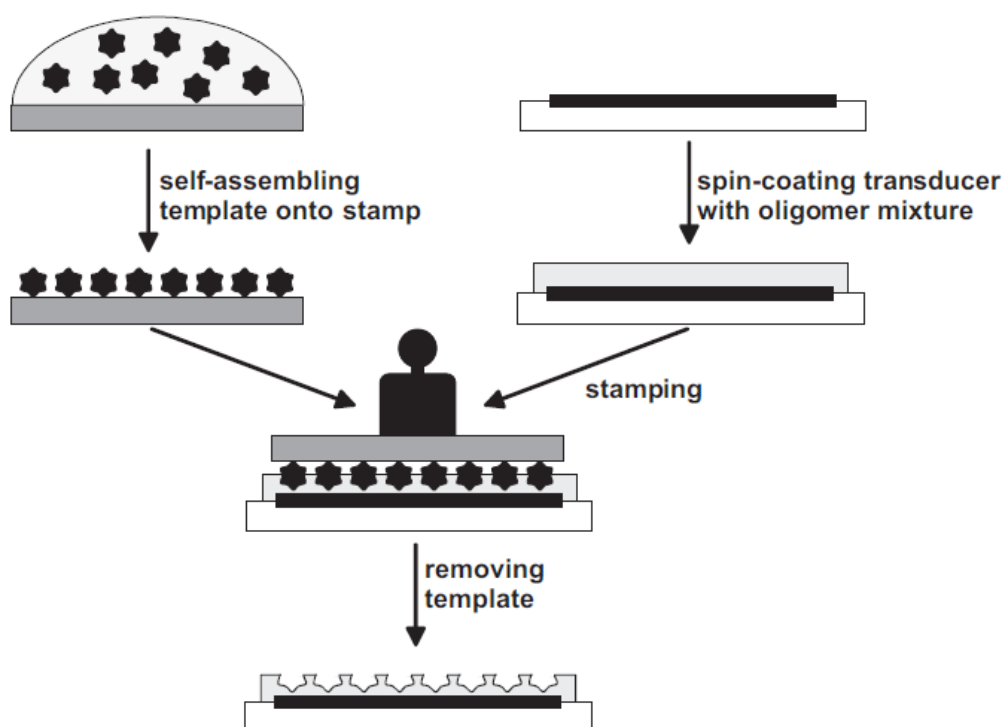 self-assembling
template onto stamp
spin-coating transducer
with oligomer mixture
stamping
removing
template